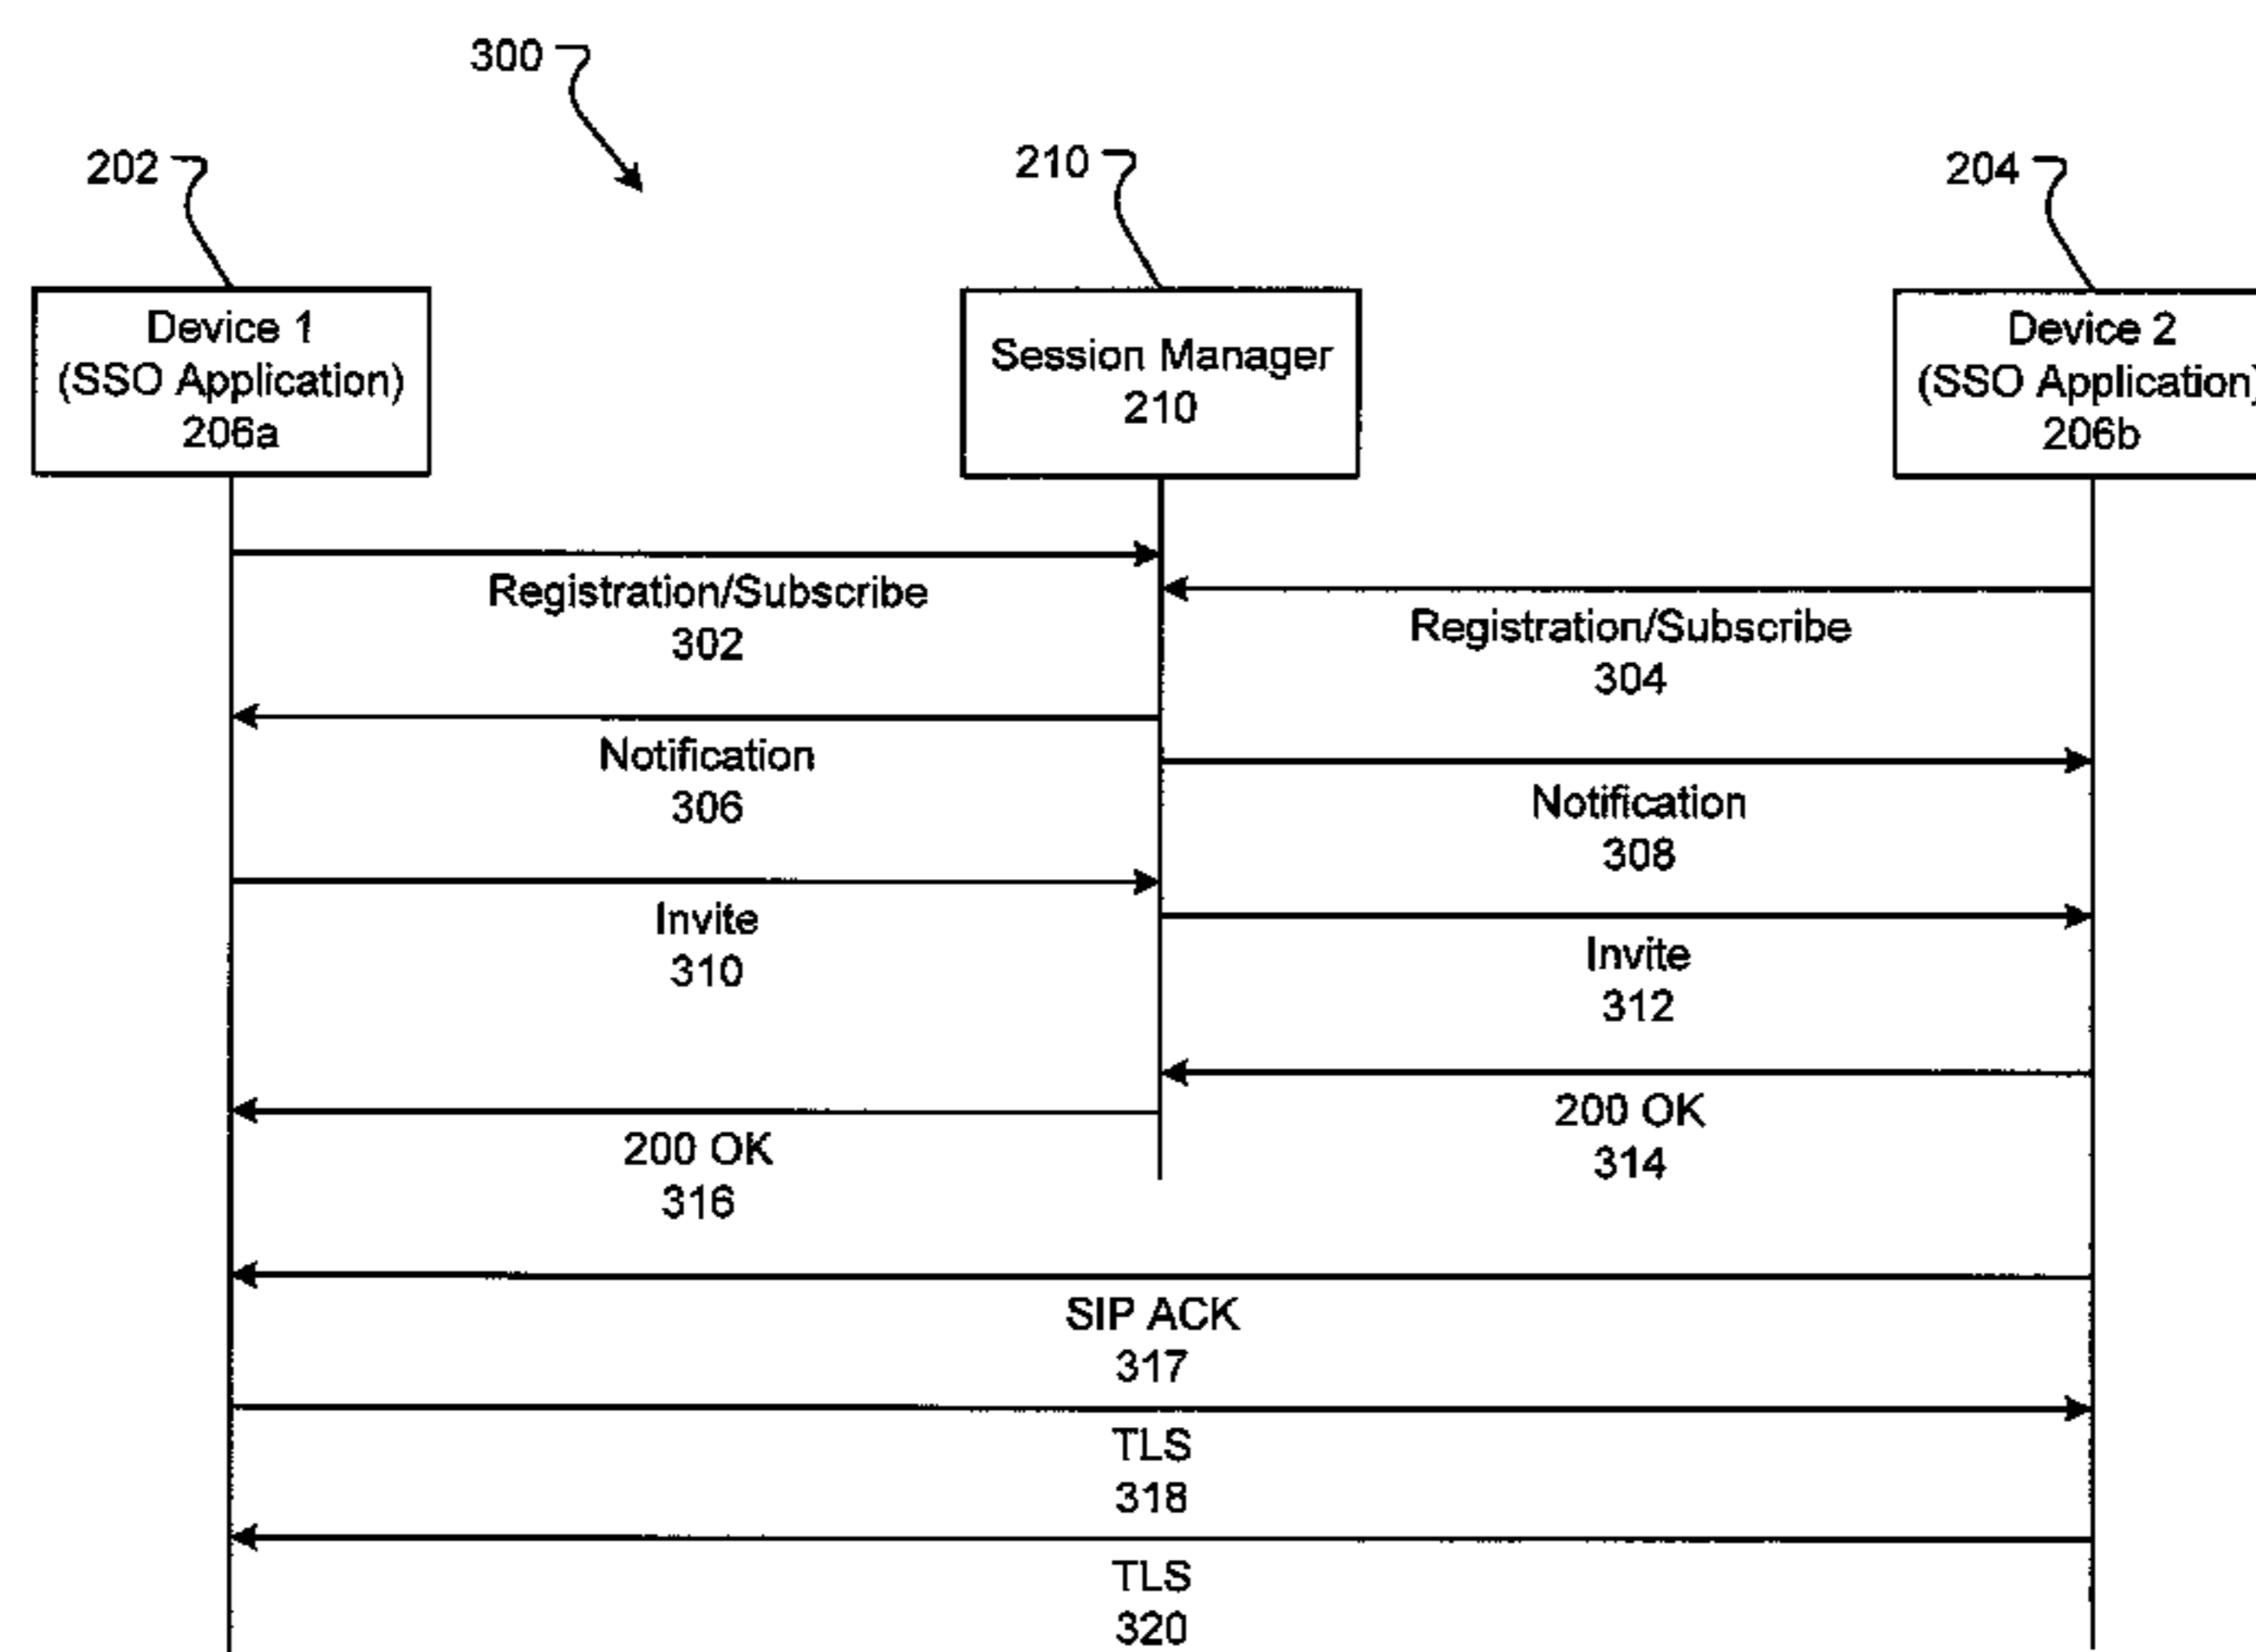 300
202
210
204
Device 1
(SSO Application)
206a
Session Manager
210
Device 2
(SSO Application)
206b
Registration/Subscribe
302
Registration/Subscribe
304
Notification
306
Notification
308
Invite
310
Invite
312
200 OK
314
200 OK
316
SIP ACK
317
TLS
318
TLS
320